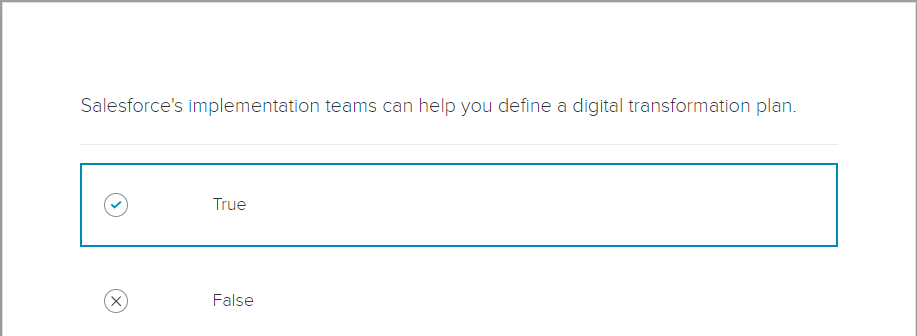 Salesforce's implementation teams can help you define a digital transformation plan.
True
False